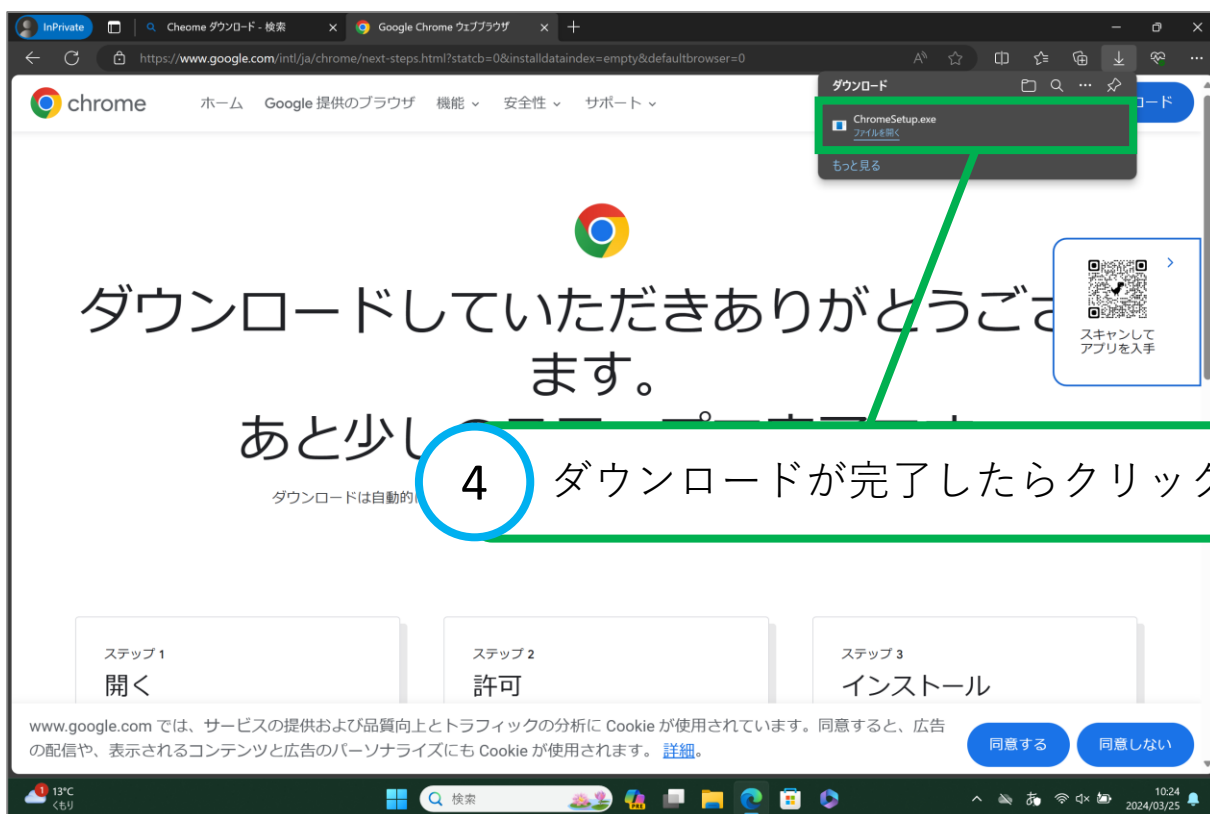 InPrivate
Cheome ダウンロード - 検索
Google Chrome ウェブブラウザ
https://www.google.com/intl/ja/chrome/next-steps.html?statcb=0&installdataindex=empty&defaultbrowser=0
ダウンロード
ChromeSetup.exe
ファイルを開く
もっと見る
chrome
ホーム
Google 提供のブラウザ
機能
安全性
サポート
ロード
スキャンして
アプリを入手
ダウンロードしていただきありがとうござ
ます。
あと少し
ダウンロードは自動的に
4
ダウンロードが完了したらクリック
ステップ 1
開く
ステップ 2
許可
ステップ 3
インストール
www.google.com では、サービスの提供および品質向上とトラフィックの分析に Cookie が使用されています。同意すると、広告
の配信や、表示されるコンテンツと広告のパーソナライズにも Cookie が使用されます。 詳細。
同意する
同意しない
1
13°C
くもり
検索
あ
10:24
2024/03/25